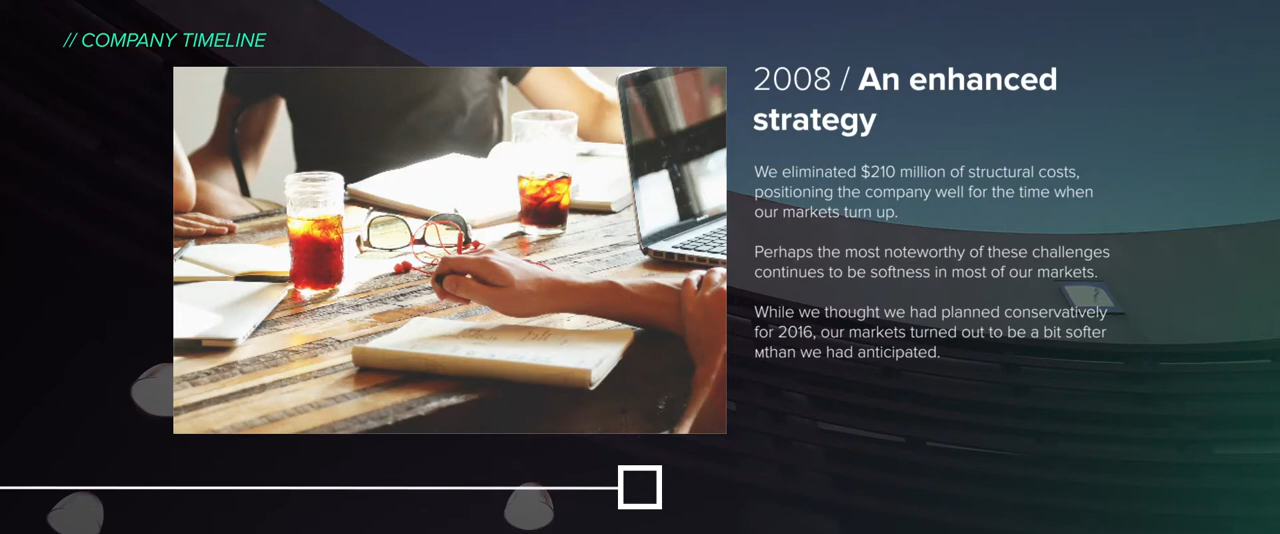 // COMPANY TIMELINE
2008 / An enhanced
strategy
We eliminated $210 million of structural costs,
positioning the company well for the time when
our markets turn up.
Perhaps the most noteworthy of these challenges
continues to be softness in most of our markets.
While we thought we had planned conservatively
for 2016, our markets turned out to be a bit softer
мthan we had anticipated.